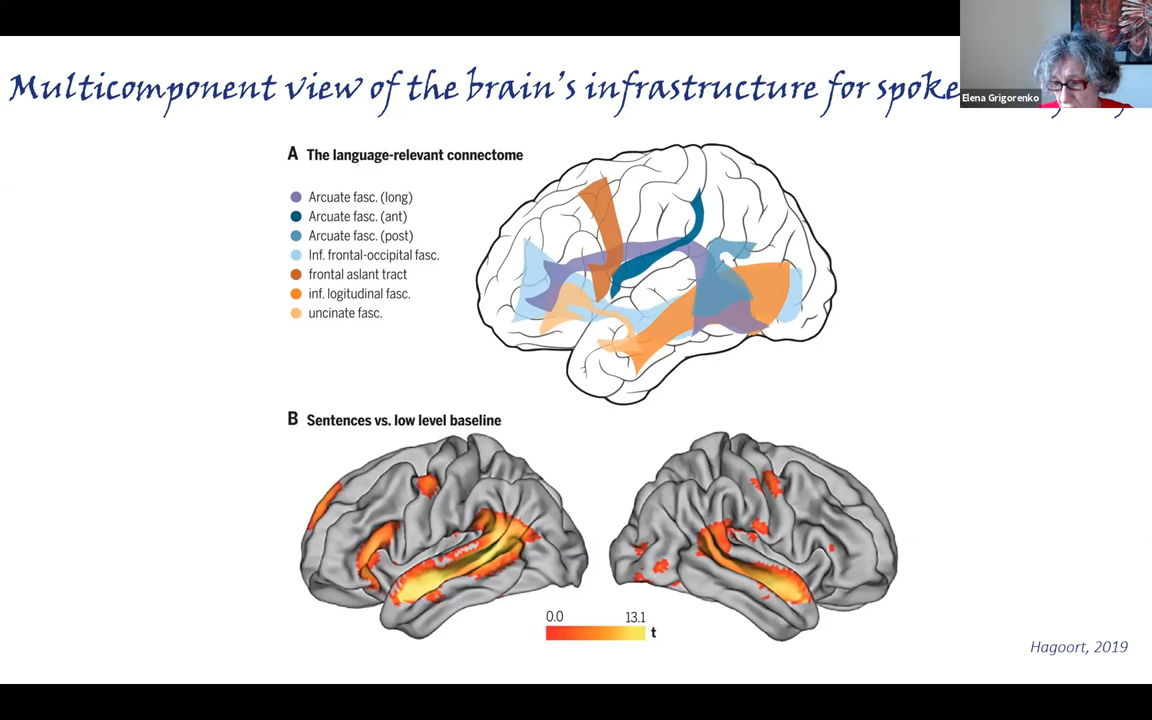 Multicomponent view of the brain's infrastructure for spoke
Elena Grigorenko
A The language-relevant connectome
Arcuate fasc. (long)
Arcuate fasc. (ant)
Arcuate fasc. (post)
Inf. frontal-occipital fasc.
frontal aslant tract
inf. logitudinal fasc.
uncinate fasc.
B Sentences vs. low level baseline
0.0 13.1
t
Hagoort, 2019